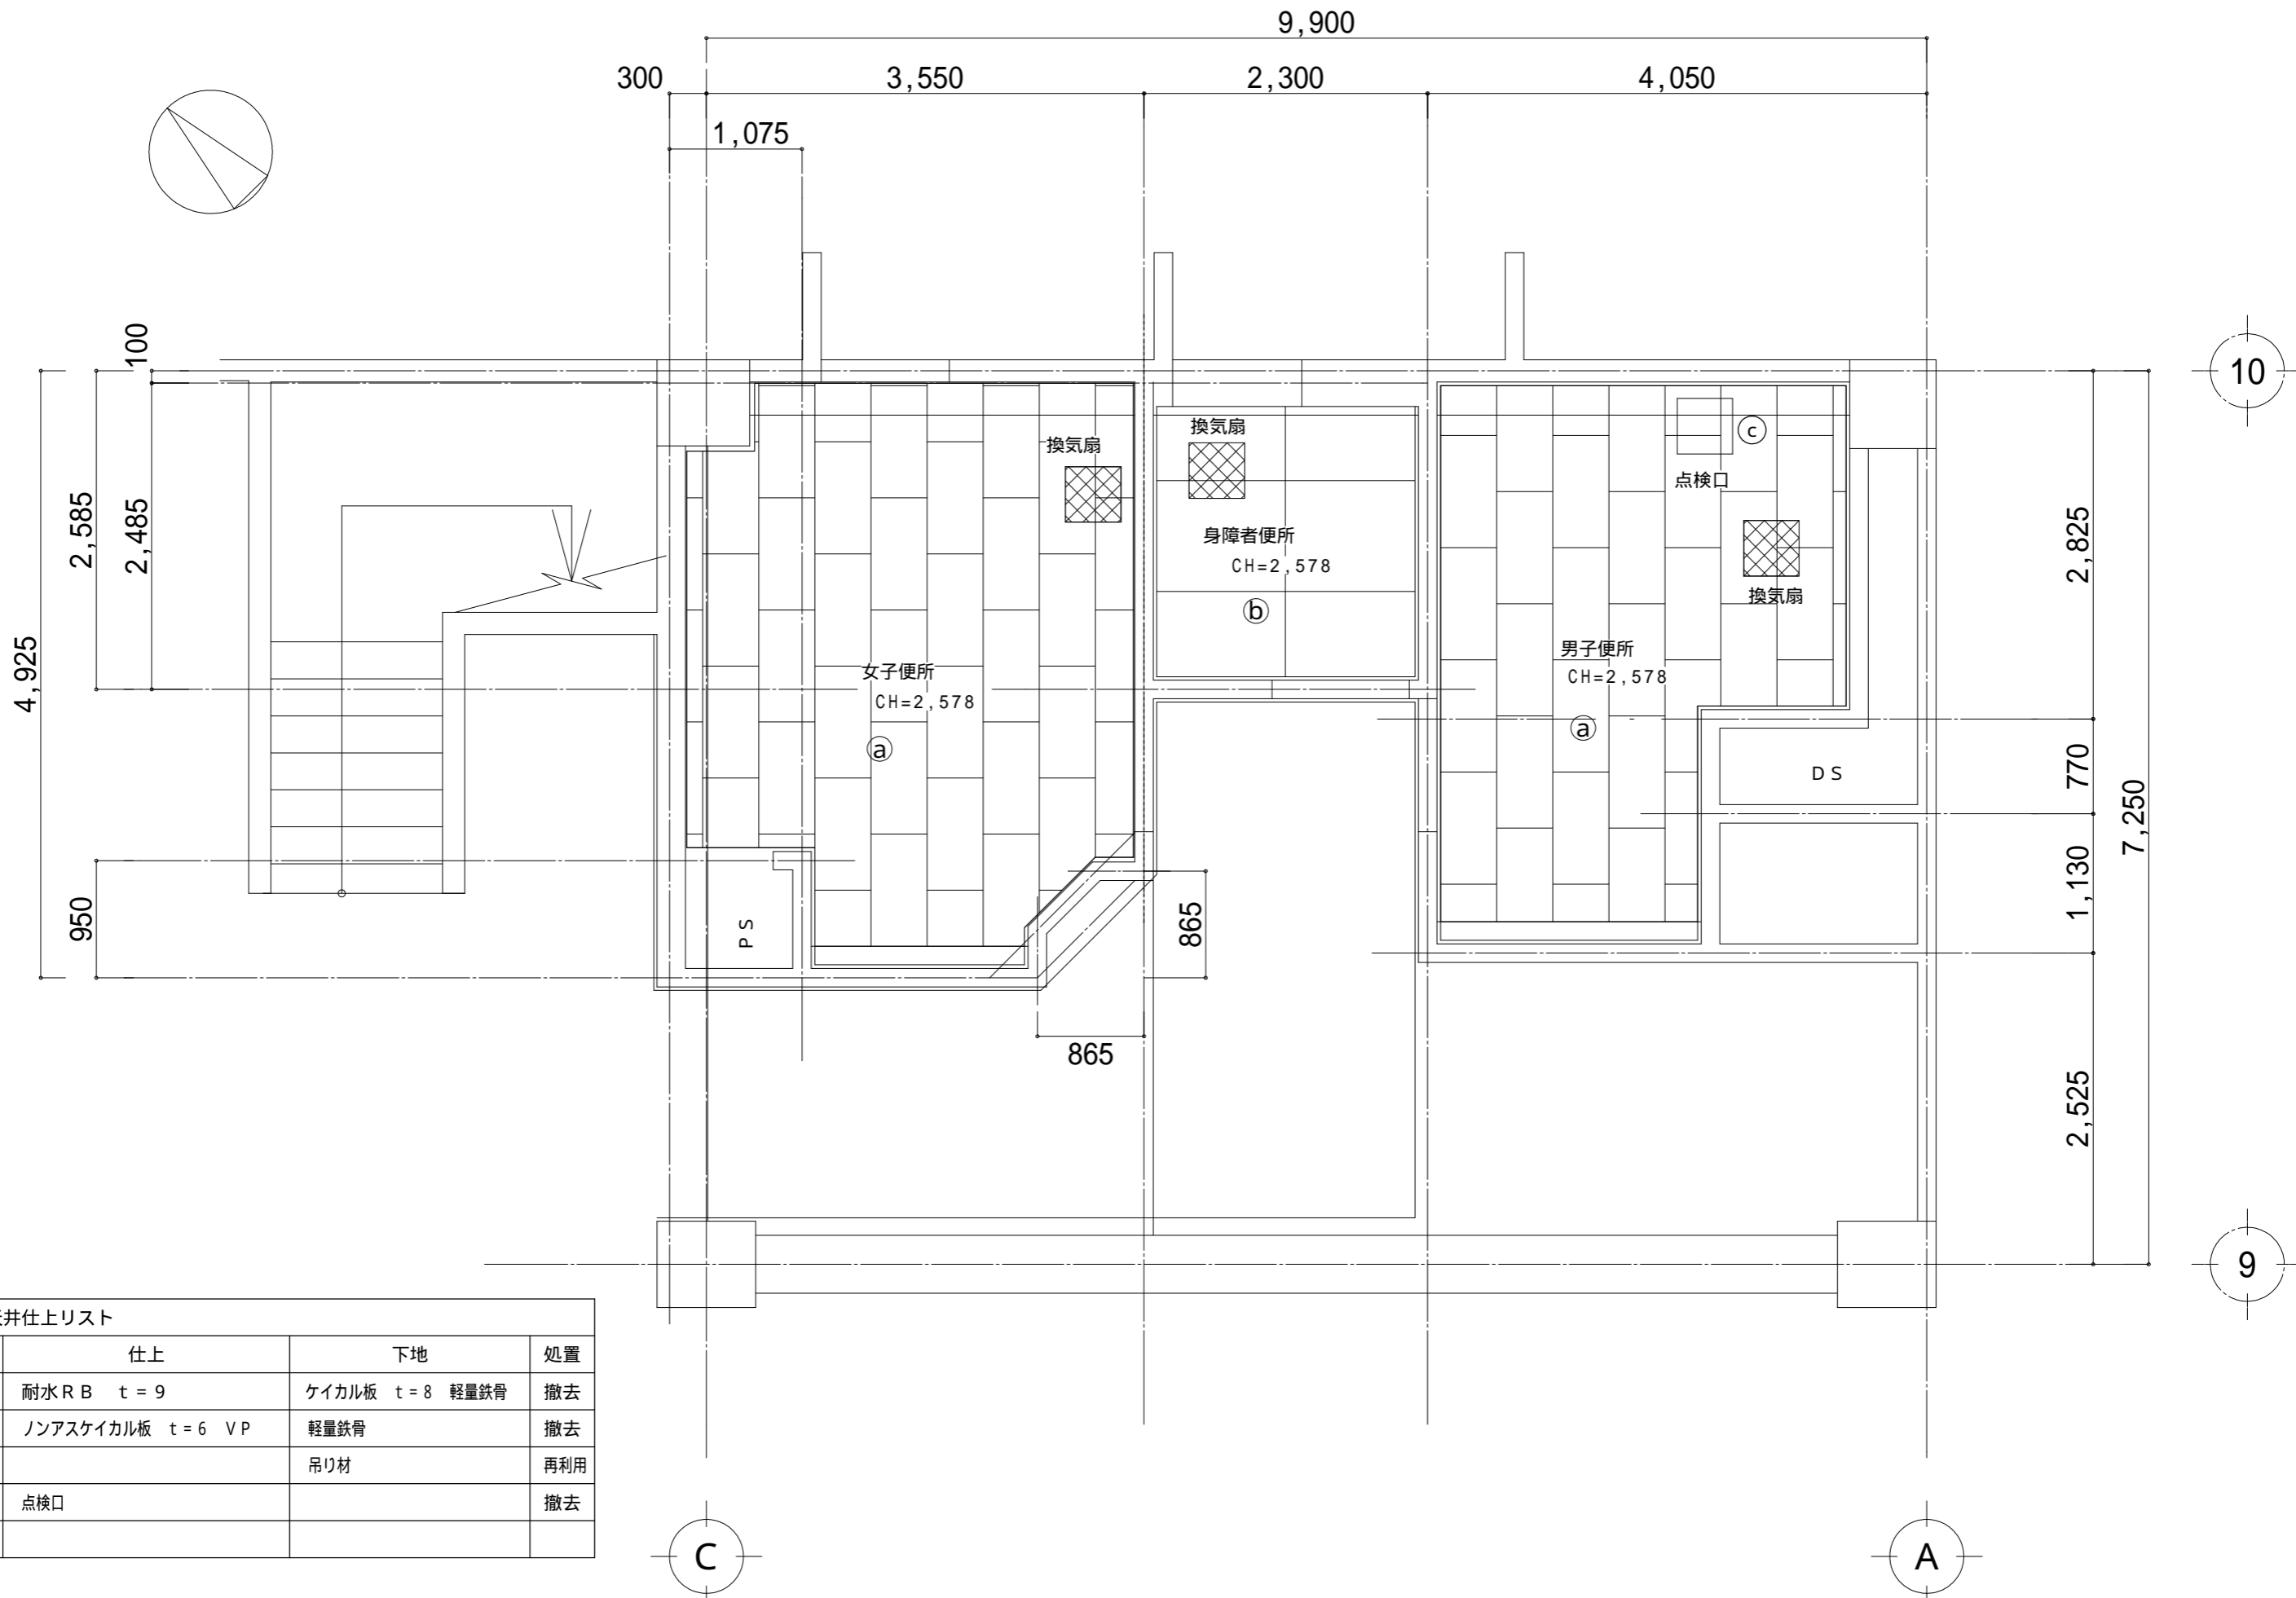 9,900
300
3,550
2,300
4,050
1,075
100
2,585
2,485
4,925
950
換気扇
換気扇
点検口
ⓒ
換気扇
身障者便所
CH=2,578
ⓑ
女子便所
CH=2,578
ⓐ
男子便所
CH=2,578
ⓐ
DS
PS
865
865
2,825
770
1,130
2,525
7,250
10
9
井仕上リスト
仕上 下地 処置
耐水RB t=9 ケイカル板 t=8 軽量鉄骨 撤去
ノンアスケイカル板 t=6 VP 軽量鉄骨 撤去
吊り材 再利用
点検口 撤去
C
A